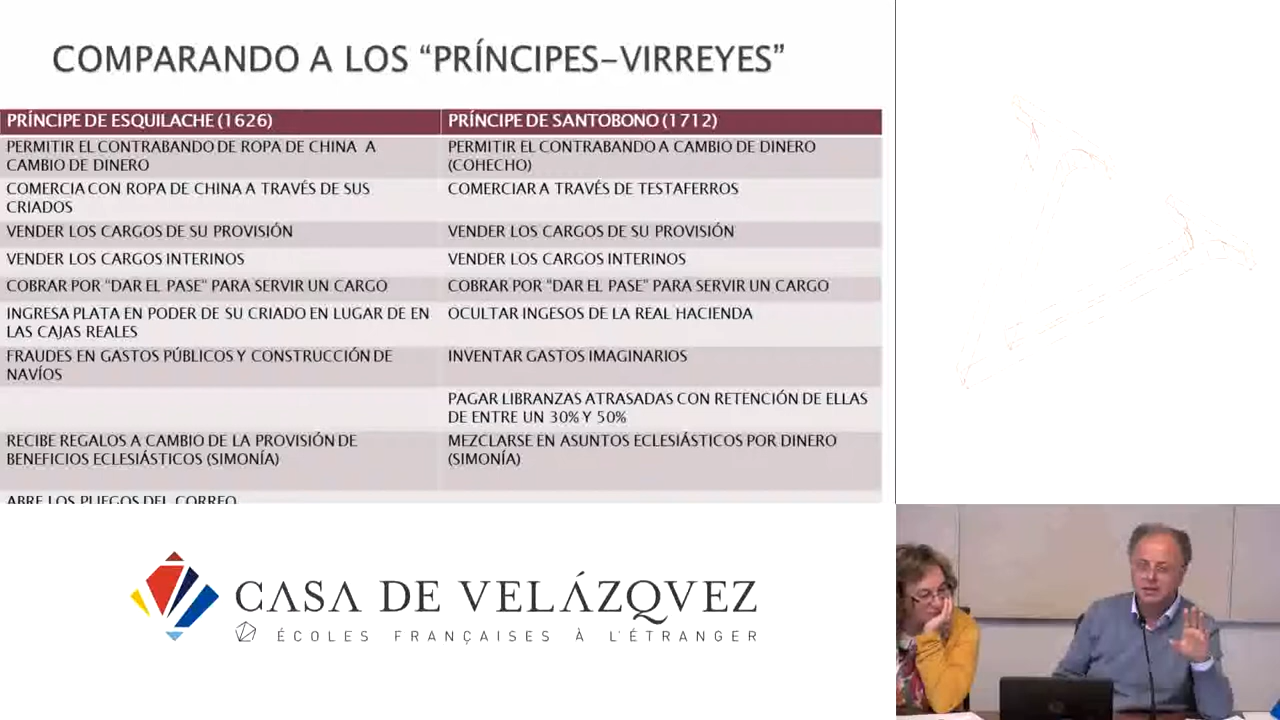 COMPARANDO A LOS “PRÍNCIPES-VIRREYES”
PRÍNCIPE DE ESQUILACHE (1626)
PRÍNCIPE DE SANTOBONO (1712)
PERMITIR EL CONTRABANDO DE ROPA DE CHINA A
CAMBIO DE DINERO
PERMITIR EL CONTRABANDO A CAMBIO DE DINERO
(COHECHO)
COMERCIA CON ROPA DE CHINA A TRAVÉS DE SUS
CRIADOS
COMERCIAR A TRAVÉS DE TESTAFERROS
VENDER LOS CARGOS DE SU PROVISIÓN
VENDER LOS CARGOS DE SU PROVISIÓN
VENDER LOS CARGOS INTERINOS
VENDER LOS CARGOS INTERINOS
COBRAR POR “DAR EL PASE“ PARA SERVIR UN CARGO
COBRAR POR “DAR EL PASE” PARA SERVIR UN CARGO
INGRESA PLATA EN PODER DE SU CRIADO EN LUGAR DE EN
LAS CAJAS REALES
OCULTAR INGESOS DE LA REAL HACIENDA
FRAUDES EN GASTOS PÚBLICOS Y CONSTRUCCIÓN DE
NAVÍOS
INVENTAR GASTOS IMAGINARIOS
PAGAR LIBRANZAS ATRASADAS CON RETENCIÓN DE ELLAS
DE ENTRE UN 30% Y 50%
RECIBE REGALOS A CAMBIO DE LA PROVISIÓN DE
BENEFICIOS ECLESIÁSTICOS (SIMONÍA)
MEZCLARSE EN ASUNTOS ECLESIÁSTICOS POR DINERO
(SIMONÍA)
ABRE LOS PLIEGOS DEL CORREO
CASA DE VELÁZQVEZ
ÉCOLES FRANÇAISES À L'ÉTRANGER